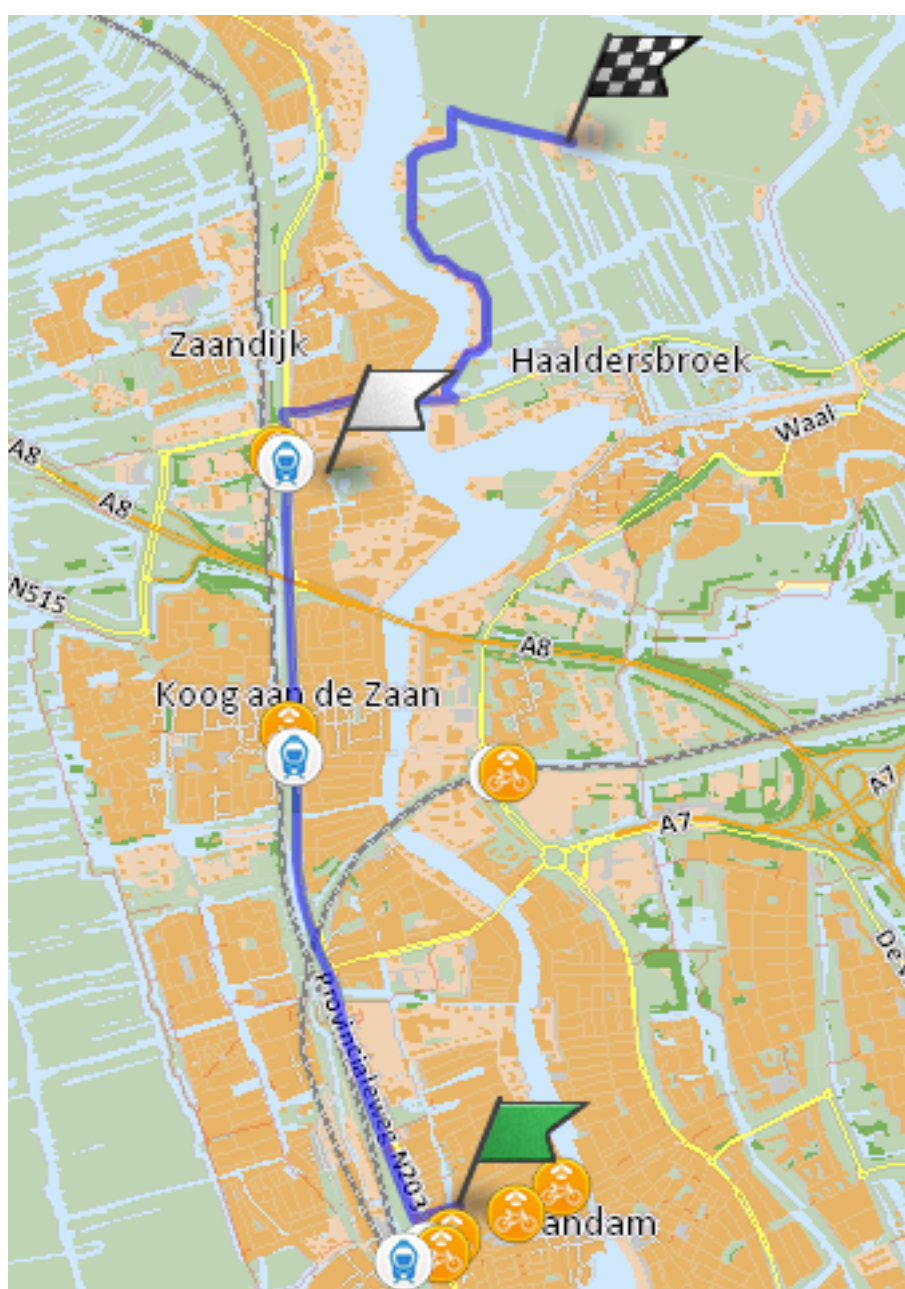 Zaandijk
Haaldersbroek
Waal
A8
A8
N515
A8
Koog aan de Zaan
A7
A7
Provincialeweg N203
andam